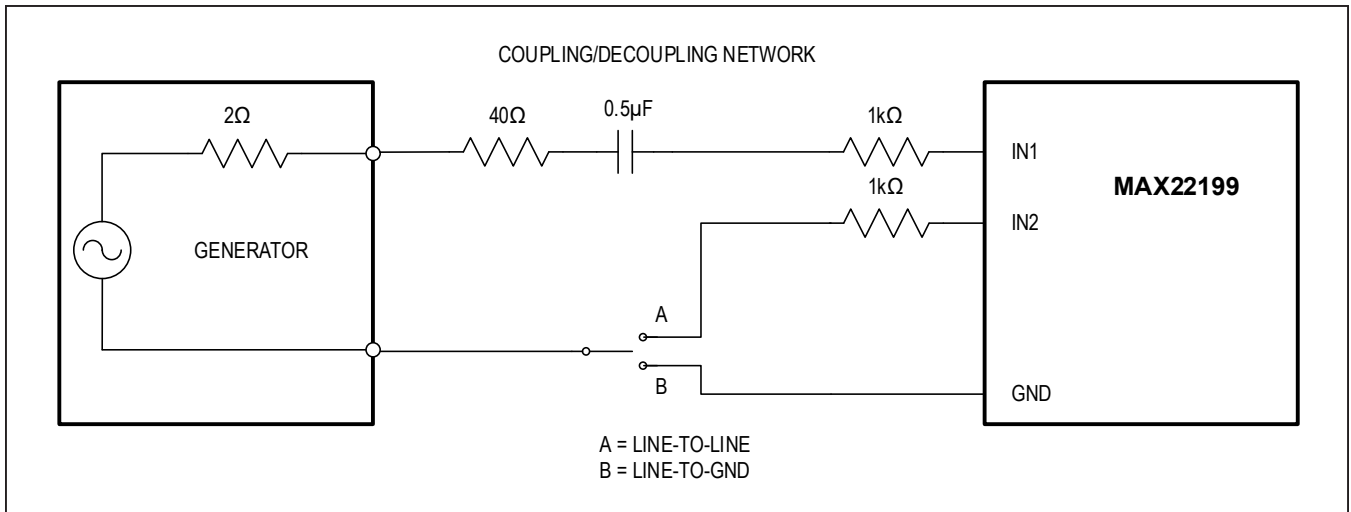 COUPLING/DECOUPLING NETWORK
2Ω
40Ω
0.5µF
1kΩ
IN1
MAX22199
1kΩ
IN2
GENERATOR
A
B
GND
A = LINE-TO-LINE
B = LINE-TO-GND